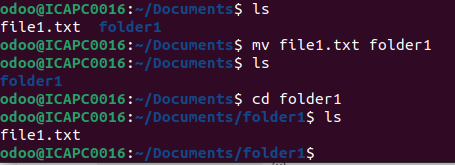 odoo@ICAPC0016:~/Documents$ ls
file1.txt  folder1
odoo@ICAPC0016:~/Documents$ mv file1.txt folder1
odoo@ICAPC0016:~/Documents$ ls
folder1
odoo@ICAPC0016:~/Documents$ cd folder1
odoo@ICAPC0016:~/Documents/folder1$ ls
file1.txt
odoo@ICAPC0016:~/Documents/folder1$